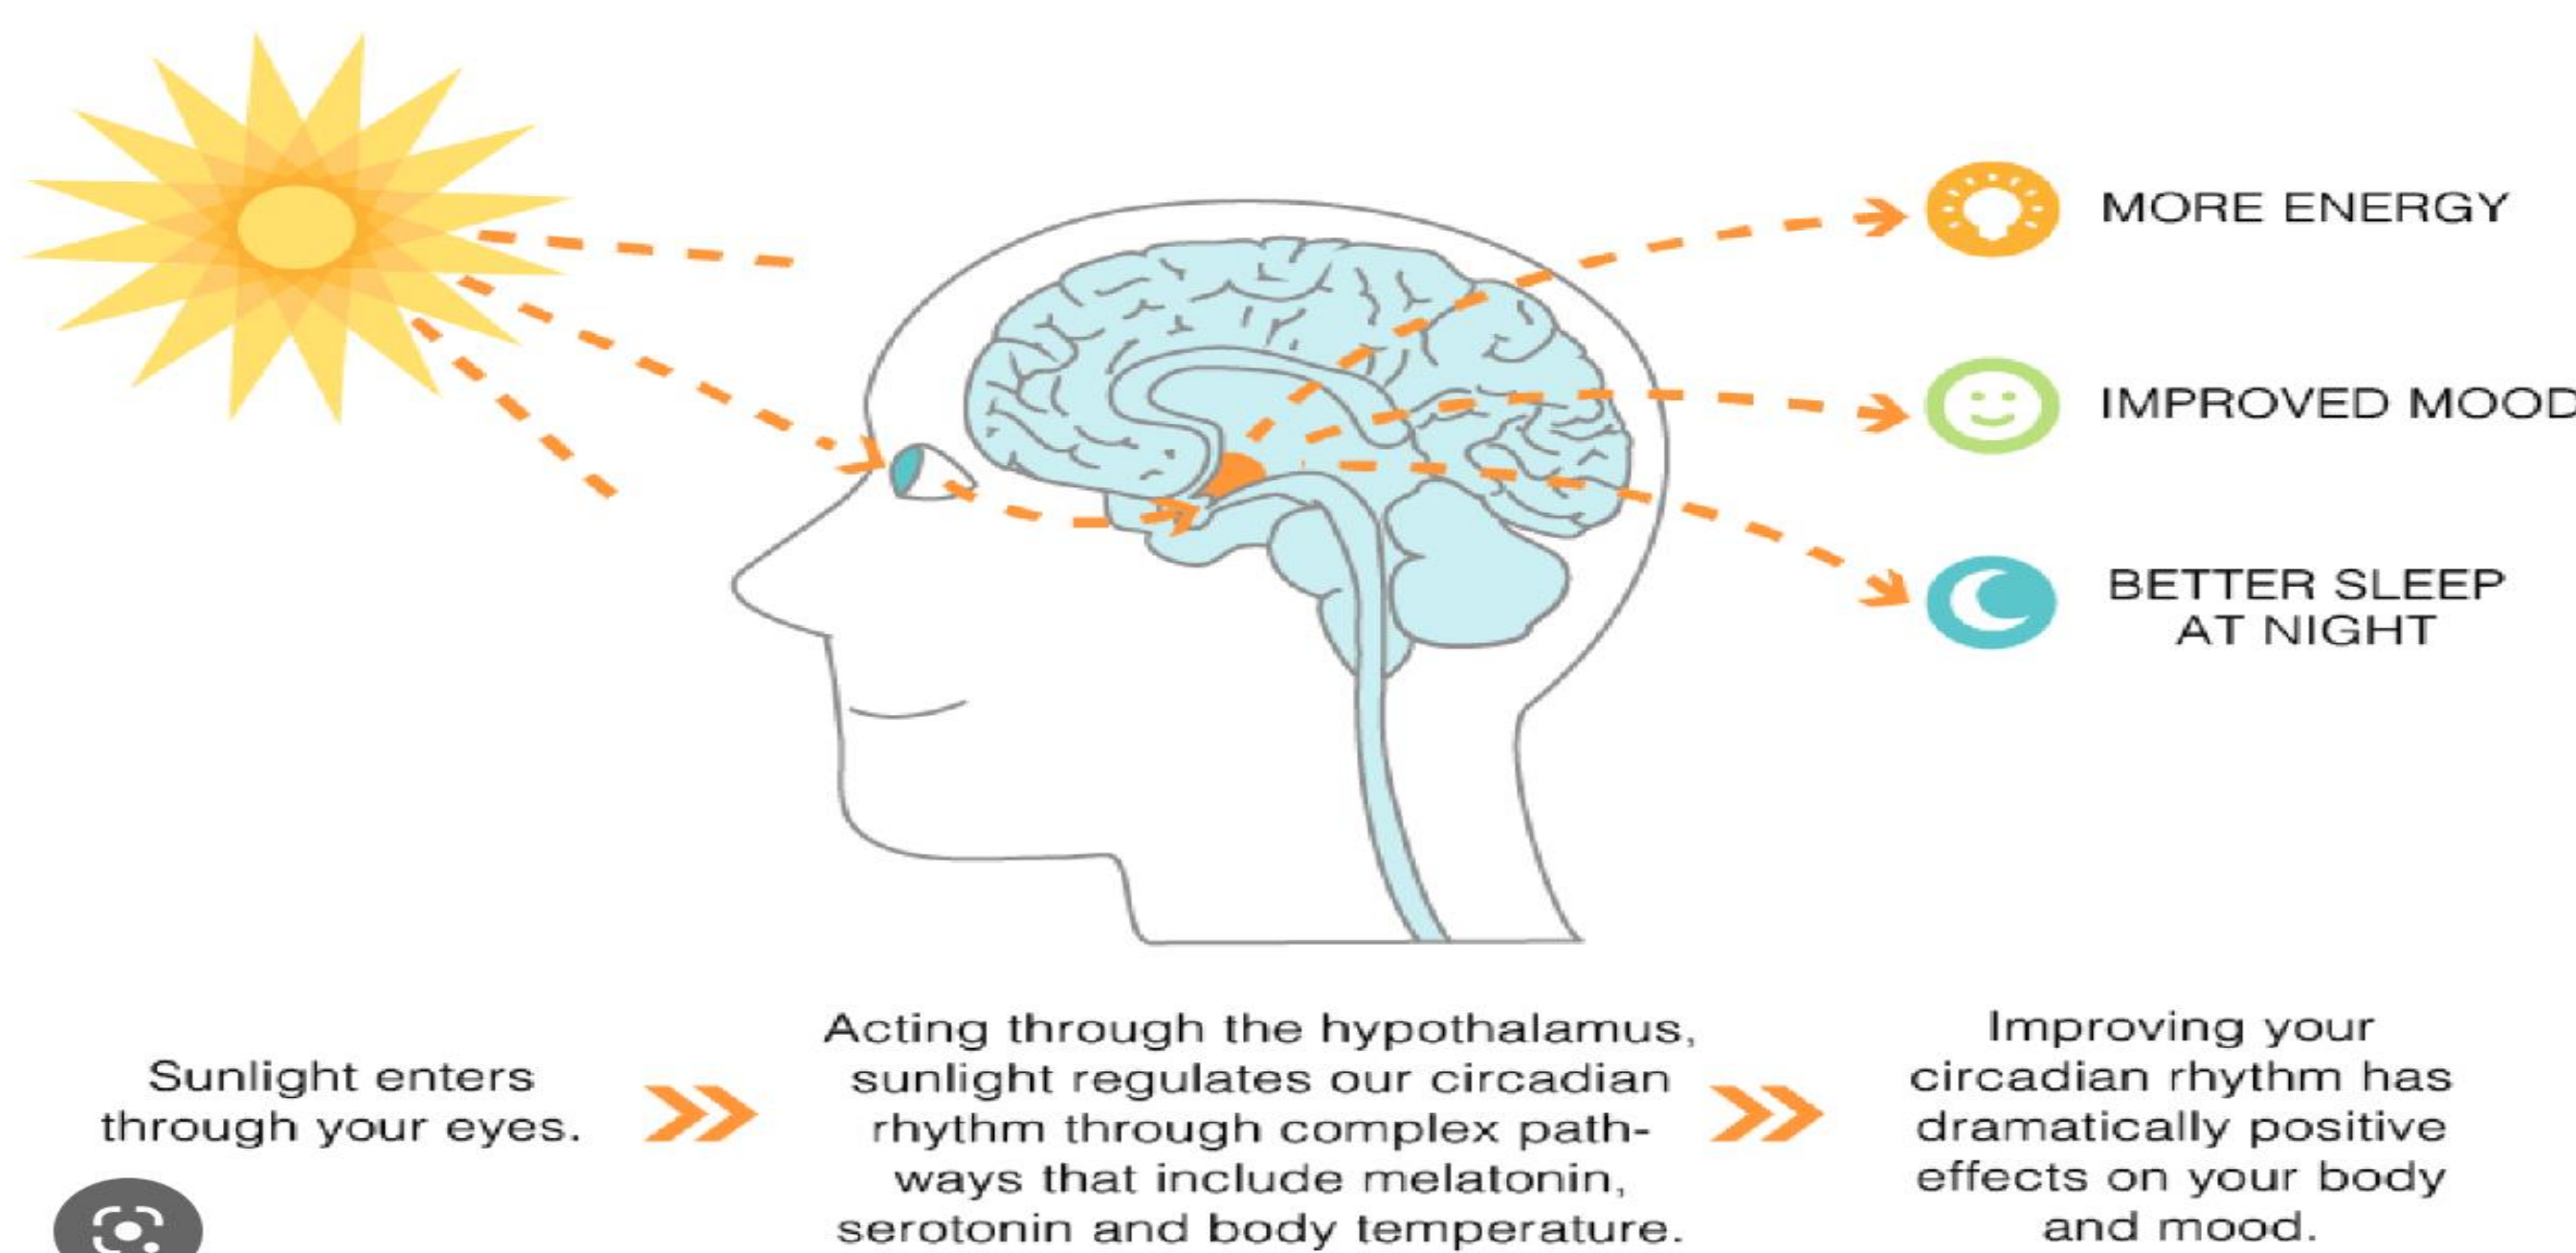 MORE ENERGY
IMPROVED MOOD
BETTER SLEEP
AT NIGHT
Sunlight enters
through your eyes.
Acting through the hypothalamus,
sunlight regulates our circadian
rhythm through complex path-
ways that include melatonin,
serotonin and body temperature.
Improving your
circadian rhythm has
dramatically positive
effects on your body
and mood.